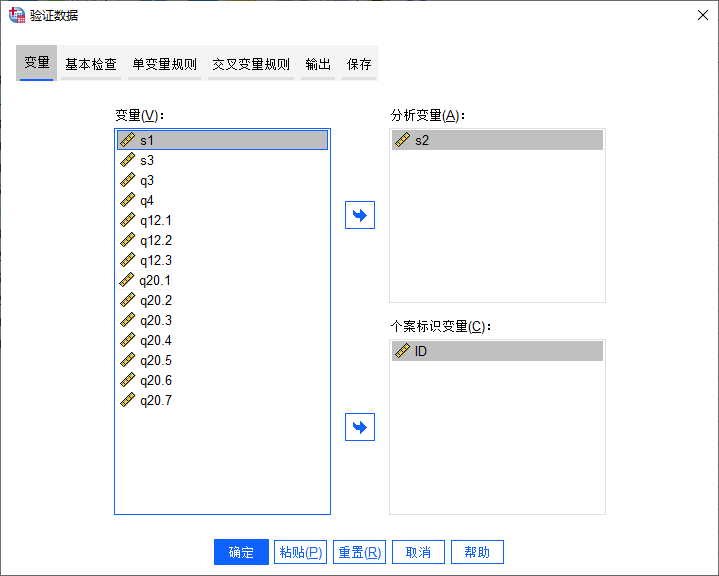 验证数据
变量 基本检查 单变量规则 交叉变量规则 输出 保存
变量(V)：
s1
s3
q3
q4
q12.1
q12.2
q12.3
q20.1
q20.2
q20.3
q20.4
q20.5
q20.6
q20.7
分析变量(A)：
s2
个案标识变量(C)：
ID
确定 粘贴(P) 重置(R) 取消 帮助